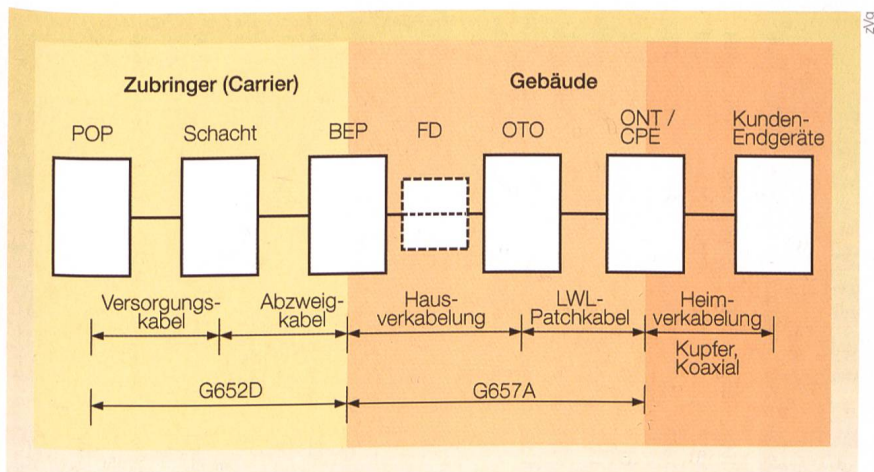 zVg
Zubringer (Carrier)
Gebäude
POP
Schacht
BEP
FD
OTO
ONT /
CPE
Kunden-
Endgeräte
Versorgungs-
kabel
Abzweig-
kabel
Haus-
verkabelung
LWL-
Patchkabel
Heim-
verkabelung
Kupfer,
Koaxial
G652D
G657A